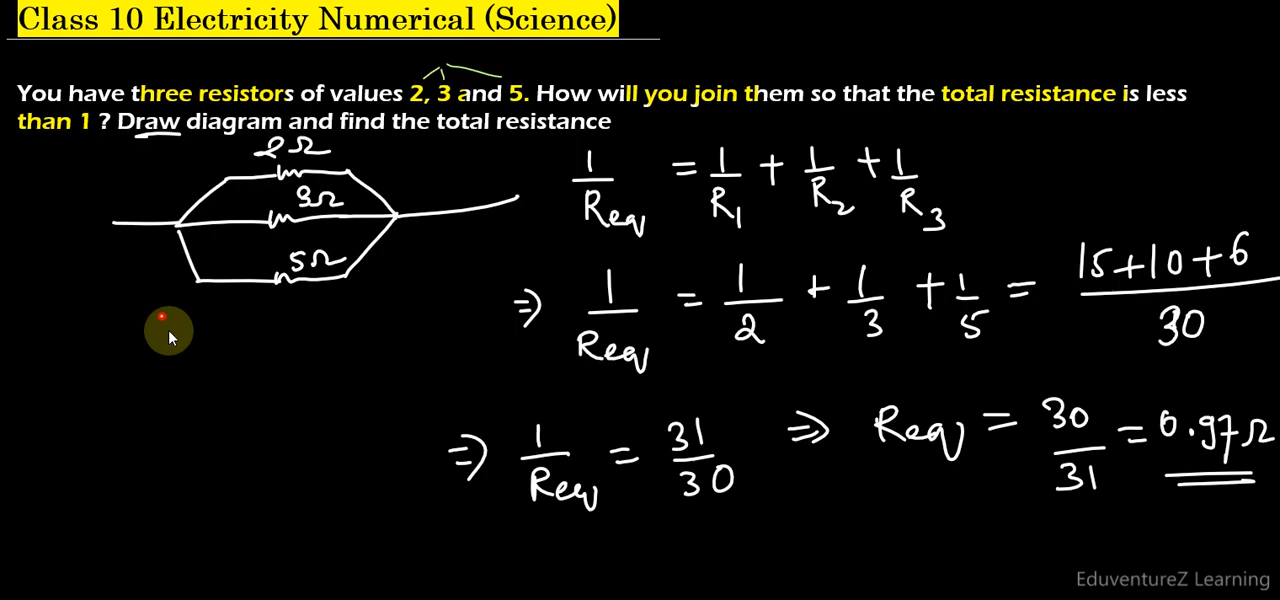 Class 10 Electricity Numerical (Science)
You have three resistors of values 2, 3 and 5. How will you join them so that the total resistance is less
than 1 ? Draw diagram and find the total resistance
2Ω
3Ω
5Ω
1/Req = 1/R1 + 1/R2 + 1/R3
⇒ 1/Req = 1/2 + 1/3 + 1/5 = 15+10+6/30
⇒ 1/Req = 31/30 ⇒ Req = 30/31 = 0.97Ω
EduventureZ Learning